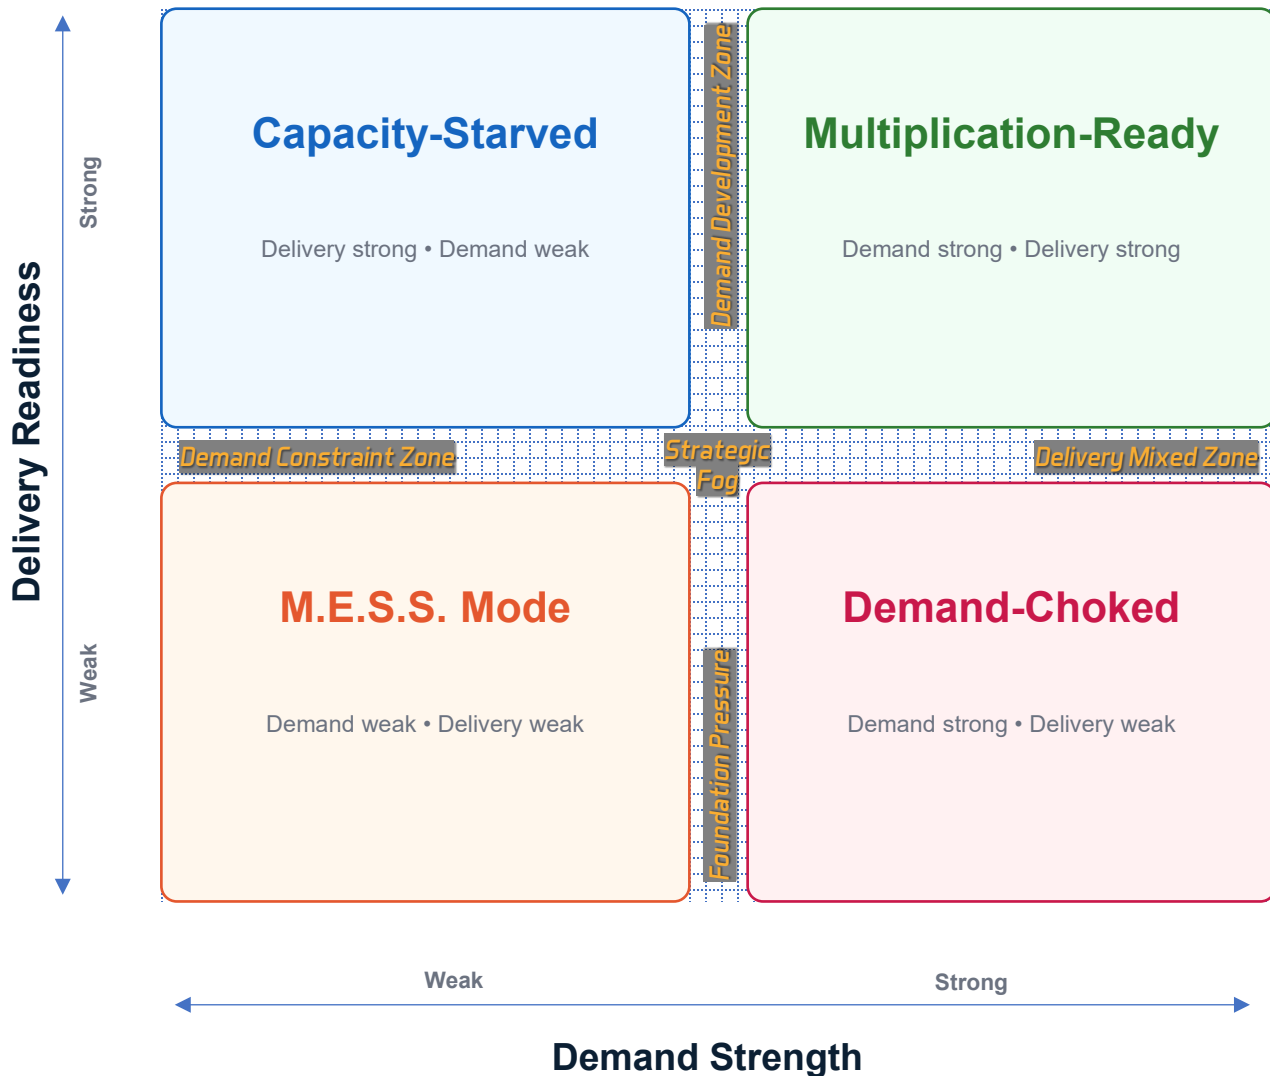 Capacity-Starved
Delivery strong • Demand weak
Demand Development Zone
Multiplication-Ready
Demand strong • Delivery strong
Strong
Delivery Readiness
Weak
Demand Constraint Zone
Strategic
Fog
Delivery Mixed Zone
M.E.S.S. Mode
Demand weak • Delivery weak
Foundation Pressure
Demand-Choked
Demand strong • Delivery weak
Weak
Strong
Demand Strength